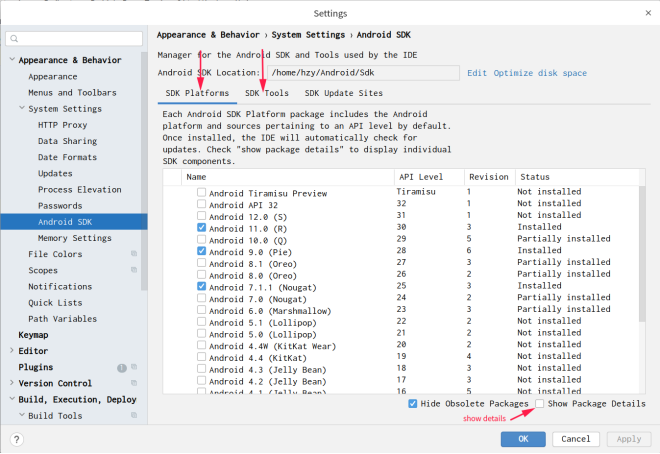 Settings
Appearance & Behavior › System Settings › Android SDK
Manager for the Android SDK and Tools used by the IDE
Android SDK Location: /home/hzy/Android/Sdk Edit Optimize disk space
SDK Platforms SDK Tools SDK Update Sites
Each Android SDK Platform package includes the Android
platform and sources pertaining to an API level by default.
Once installed, the IDE will automatically check for
updates. Check "show package details" to display individual
SDK components.
Appearance & Behavior
Appearance
Menus and Toolbars
System Settings
HTTP Proxy
Data Sharing
Date Formats
Updates
Process Elevation
Passwords
Android SDK
Memory Settings
File Colors
Scopes
Notifications
Quick Lists
Path Variables
Keymap
Editor
Plugins 1
Version Control
Build, Execution, Deploy
Build Tools
Name API Level Revision Status
Android Tiramisu Preview Tiramisu 1 Not installed
Android API 32 32 1 Not installed
Android 12.0 (S) 31 1 Not installed
Android 11.0 (R) 30 3 Installed
Android 10.0 (Q) 29 5 Partially installed
Android 9.0 (Pie) 28 6 Installed
Android 8.1 (Oreo) 27 3 Partially installed
Android 8.0 (Oreo) 26 2 Partially installed
Android 7.1.1 (Nougat) 25 3 Installed
Android 7.0 (Nougat) 24 2 Partially installed
Android 6.0 (Marshmallow) 23 3 Partially installed
Android 5.1 (Lollipop) 22 2 Not installed
Android 5.0 (Lollipop) 21 2 Not installed
Android 4.4W (KitKat Wear) 20 2 Not installed
Android 4.4 (KitKat) 19 4 Not installed
Android 4.3 (Jelly Bean) 18 3 Not installed
Android 4.2 (Jelly Bean) 17 3 Not installed
Android 4.1 (Jelly Bean) 16 5 Not installed
Hide Obsolete Packages Show Package Details
show details
? OK Cancel Apply